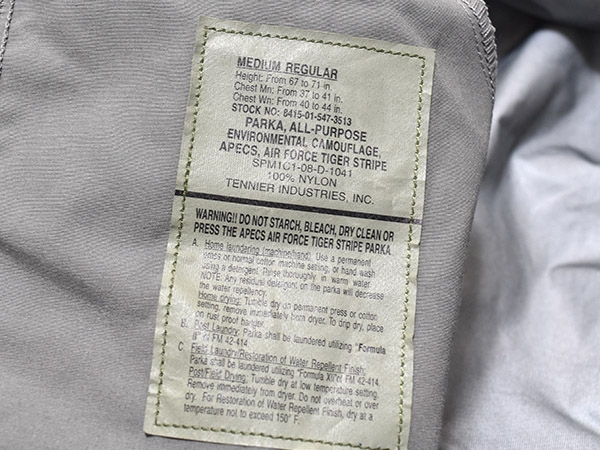 MEDIUM REGULAR
Height: From 67 to 71 in.
Chest Mn: From 37 to 41 in.
Chest Wn: From 40 to 44 in.
STOCK NO: 8415-01-547-3513
PARKA, ALL-PURPOSE
ENVIRONMENTAL CAMOUFLAGE,
APECS, AIR FORCE TIGER STRIPE
SPM1C1-08-D-1041
100% NYLON
TENNIER INDUSTRIES, INC.
WARNING!! DO NOT STARCH, BLEACH, DRY CLEAN OR
PRESS THE APECS AIR FORCE TIGER STRIPE PARKA
A. Home laundering (machine/hand): Use a permanent
press or normal cotton machine setting, or hand wash
using a detergent. Rinse thoroughly in warm water.
NOTE: Any residual detergent on the parka will decrease
the water repellency.
Home drying: Tumble dry on permanent press or cotton
setting, remove immediately from dryer. To drip dry, place
on rust proof hanger.
B. Post Laundry: Parka shall be laundered utilizing "Formula
II" in FM 42-414.
C. Field Laundry/Restoration of Water Repellent Finish:
Parka shall be laundered utilizing "Formula XII" in FM 42-414.
Post/Field Drying: Tumble dry at low temperature setting.
Remove immediately from dryer. Do not overheat or over
dry. For Restoration of Water Repellent Finish, dry at a
temperature not to exceed 150° F.